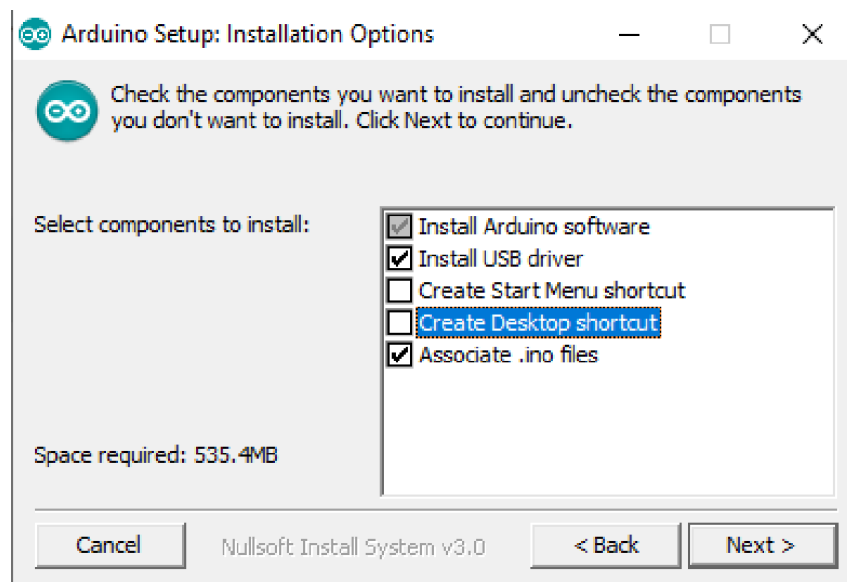 Arduino Setup: Installation Options
Check the components you want to install and uncheck the components
you don't want to install. Click Next to continue.
Select components to install:
Install Arduino software
Install USB driver
Create Start Menu shortcut
Create Desktop shortcut
Associate .ino files
Space required: 535.4MB
Cancel
Nullsoft Install System v3.0
< Back
Next >